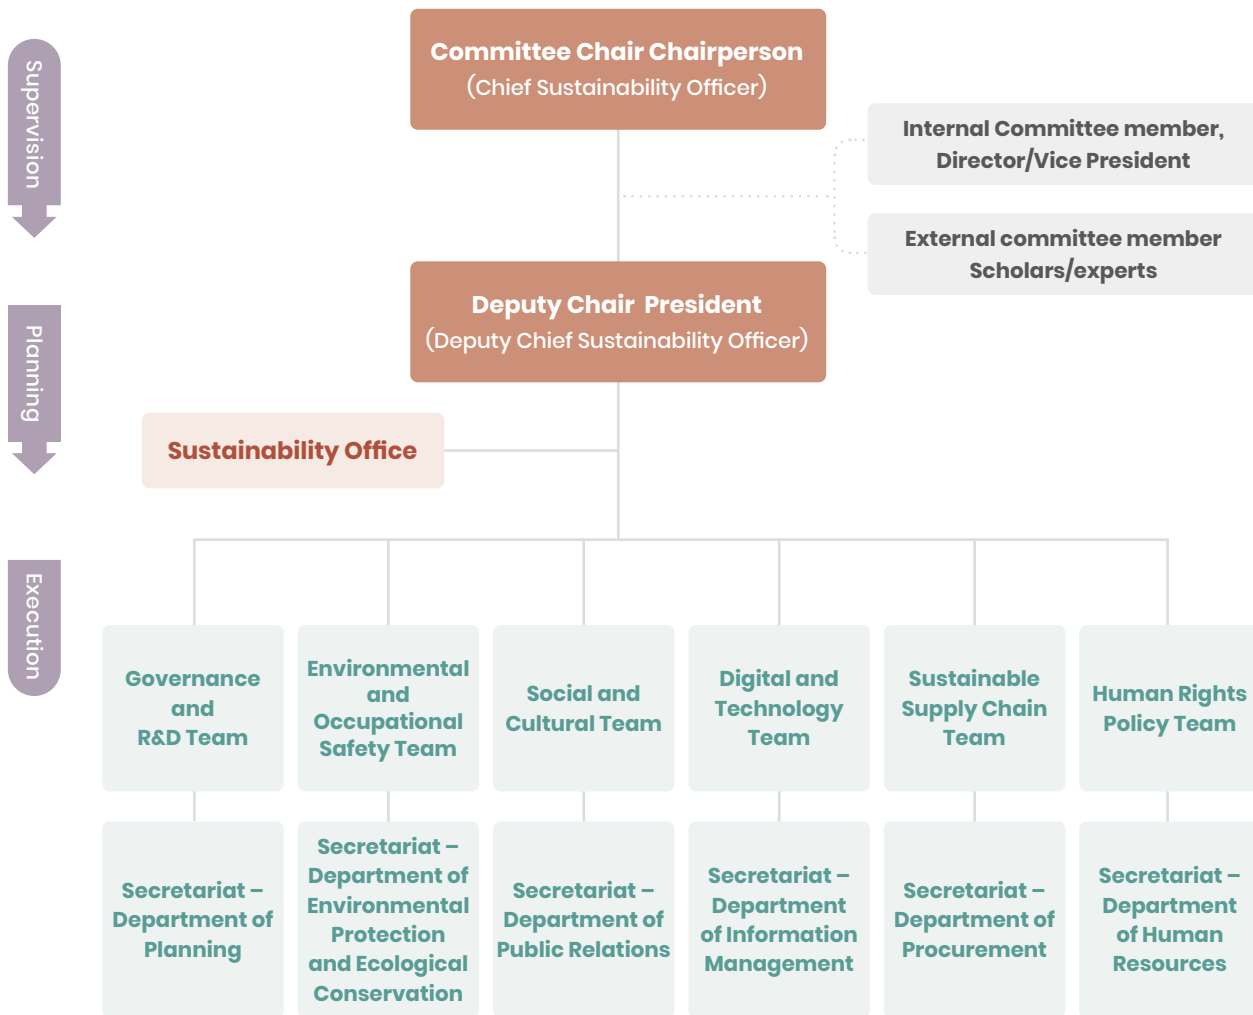 Supervision
Planning
Execution
Committee Chair Chairperson
(Chief Sustainability Officer)
Internal Committee member,
Director/Vice President
External committee member
Scholars/experts
Deputy Chair President
(Deputy Chief Sustainability Officer)
Sustainability Office
Governance
and
R&D Team
Environmental
and
Occupational
Safety Team
Social and
Cultural Team
Digital and
Technology
Team
Sustainable
Supply Chain
Team
Human Rights
Policy Team
Secretariat –
Department of
Planning
Secretariat –
Department of
Environmental
Protection
and Ecological
Conservation
Secretariat –
Department of
Public Relations
Secretariat –
Department
of Information
Management
Secretariat –
Department of
Procurement
Secretariat –
Department
of Human
Resources